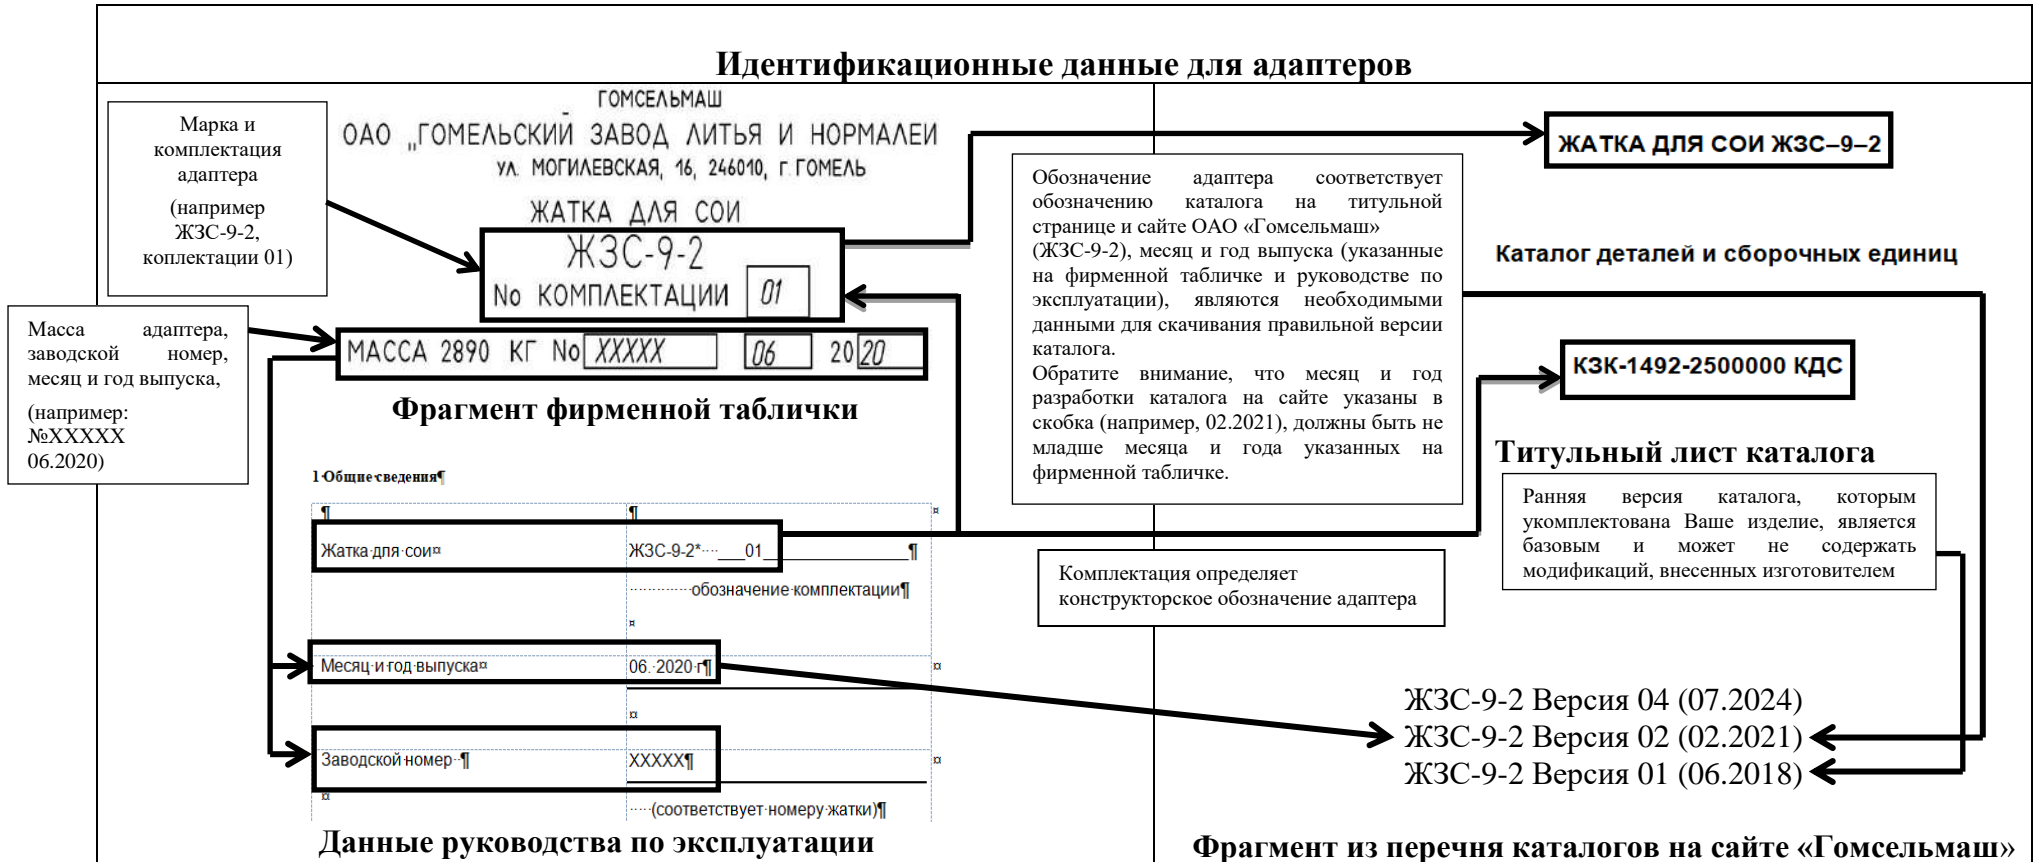 Идентификационные данные для адаптеров
Марка и
комплектация
адаптера
(например
ЖЗС-9-2,
коплектации 01)
ГОМСЕЛЬМАШ
ОАО „ГОМЕЛЬСКИЙ ЗАВОД ЛИТЬЯ И НОРМАЛЕИ
УЛ. МОГИЛЕВСКАЯ, 16, 246010, Г. ГОМЕЛЬ
ЖАТКА ДЛЯ СОИ
ЖЗС-9-2
No КОМПЛЕКТАЦИИ 01
МАССА 2890 КГ No XXXXX 06 20 20
Фрагмент фирменной таблички
Масса адаптера,
заводской номер,
месяц и год выпуска,
(например:
№XXXXX
06.2020)
1·Общие·сведения¶
¶ ¶ ¤
Жатка·для·сои¤ ЖЗС-9-2*····___01________________¶
··············обозначение·комплектации¶
¤
Месяц·и·год·выпуска¤ 06.·2020·г¶ ¤
¤
Заводской·номер··¶ XXXXX¶ ¤
¤ ·····(соответствует·номеру·жатки)¶
Данные руководства по эксплуатации
Обозначение адаптера соответствует
обозначению каталога на титульной
странице и сайте ОАО «Гомсельмаш»
(ЖЗС-9-2), месяц и год выпуска (указанные
на фирменной табличке и руководстве по
эксплуатации), являются необходимыми
данными для скачивания правильной версии
каталога.
Обратите внимание, что месяц и год
разработки каталога на сайте указаны в
скобка (например, 02.2021), должны быть не
младше месяца и года указанных на
фирменной табличке.
Комплектация определяет
конструкторское обозначение адаптера
ЖАТКА ДЛЯ СОИ ЖЗС–9–2
Каталог деталей и сборочных единиц
КЗК-1492-2500000 КДС
Титульный лист каталога
Ранняя версия каталога, которым
укомплектована Ваше изделие, является
базовым и может не содержать
модификаций, внесенных изготовителем
ЖЗС-9-2 Версия 04 (07.2024)
ЖЗС-9-2 Версия 02 (02.2021)
ЖЗС-9-2 Версия 01 (06.2018)
Фрагмент из перечня каталогов на сайте «Гомсельмаш»